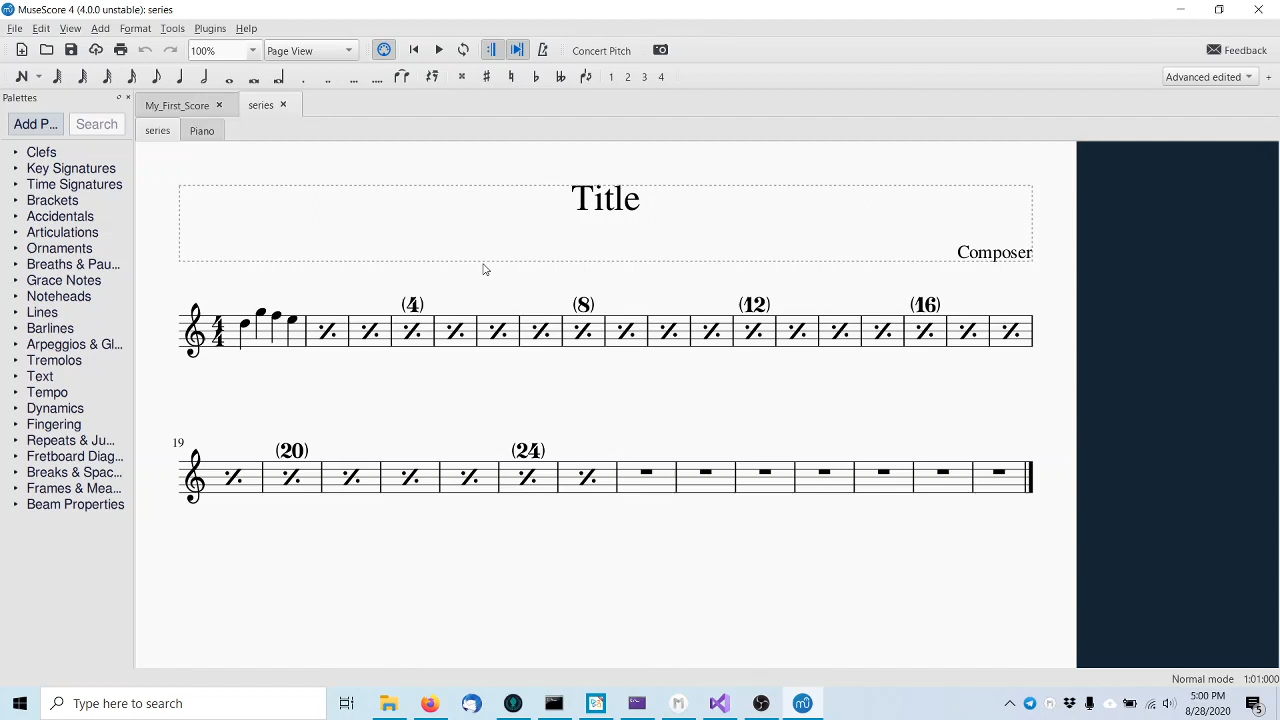 MuseScore 4 (4.0.0 unstable): series
File Edit View Add Format Tools Plugins Help
100% Page View Concert Pitch Feedback
N 1 2 3 4 Advanced edited +
Palettes
My_First_Score × series ×
Add P... Search
series Piano
Clefs
Key Signatures
Time Signatures
Brackets
Accidentals
Articulations
Ornaments
Breaths & Pau...
Grace Notes
Noteheads
Lines
Barlines
Arpeggios & Gl...
Tremolos
Text
Tempo
Dynamics
Fingering
Repeats & Ju...
Fretboard Diag...
Breaks & Spac...
Frames & Mea...
Beam Properties
Title
Composer
(4) (8) (12) (16)
4
4
19 (20) (24)
Normal mode 1:01:000
Type here to search
5:00 PM
8/28/2020
5